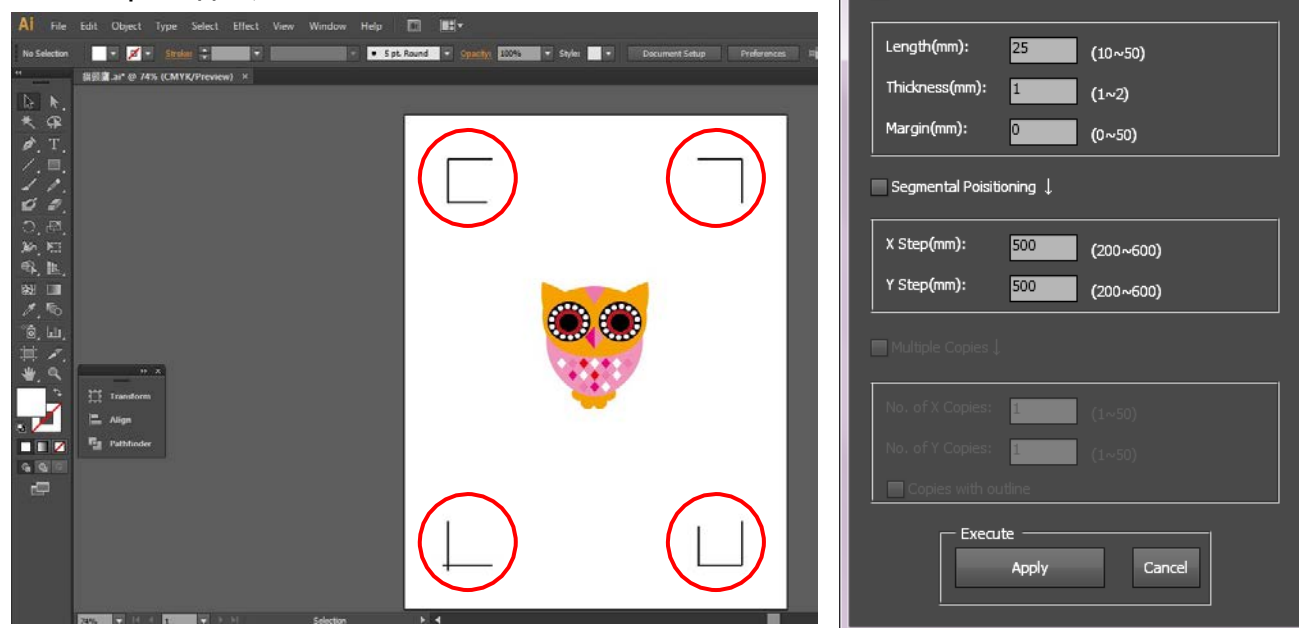 Ai File Edit Object Type Select Effect View Window Help
No Selection Stroke: 5 pt. Round Opacity: 100% Style: Document Setup Preferences
.ai* @ 74% (CMYK/Preview) ×
Transform
Align
Pathfinder
74% 1 Selection
Length(mm): 25 (10~50)
Thickness(mm): 1 (1~2)
Margin(mm): 0 (0~50)
Segmental Poisitioning ↓
X Step(mm): 500 (200~600)
Y Step(mm): 500 (200~600)
Multiple Copies ↓
No. of X Copies: 1 (1~50)
No. of Y Copies: 1 (1~50)
Copies with outline
Execute
Apply Cancel